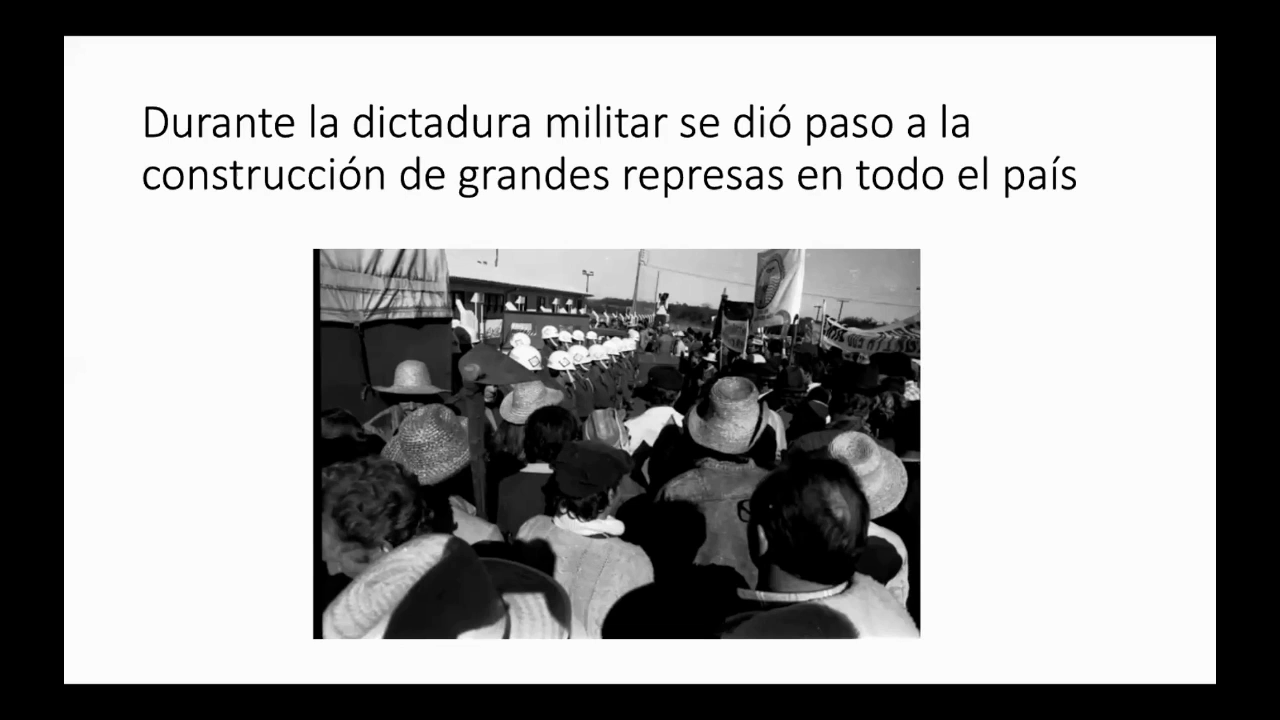 Durante la dictadura militar se dió paso a la
construcción de grandes represas en todo el país